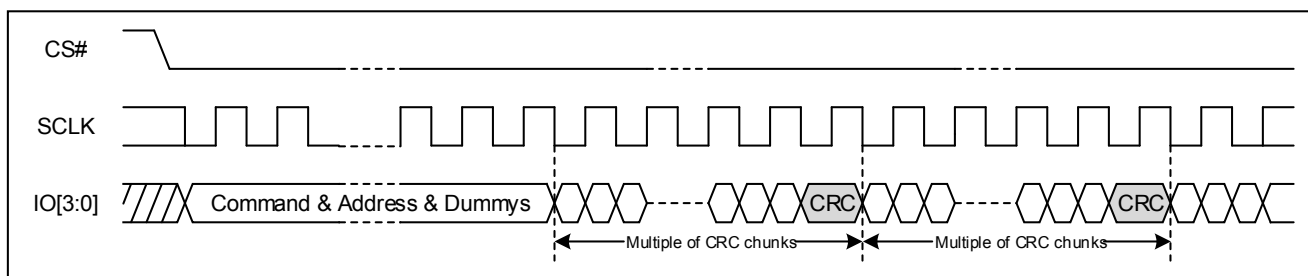 CS#
SCLK
IO[3:0] Command & Address & Dummys CRC CRC
Multiple of CRC chunks Multiple of CRC chunks